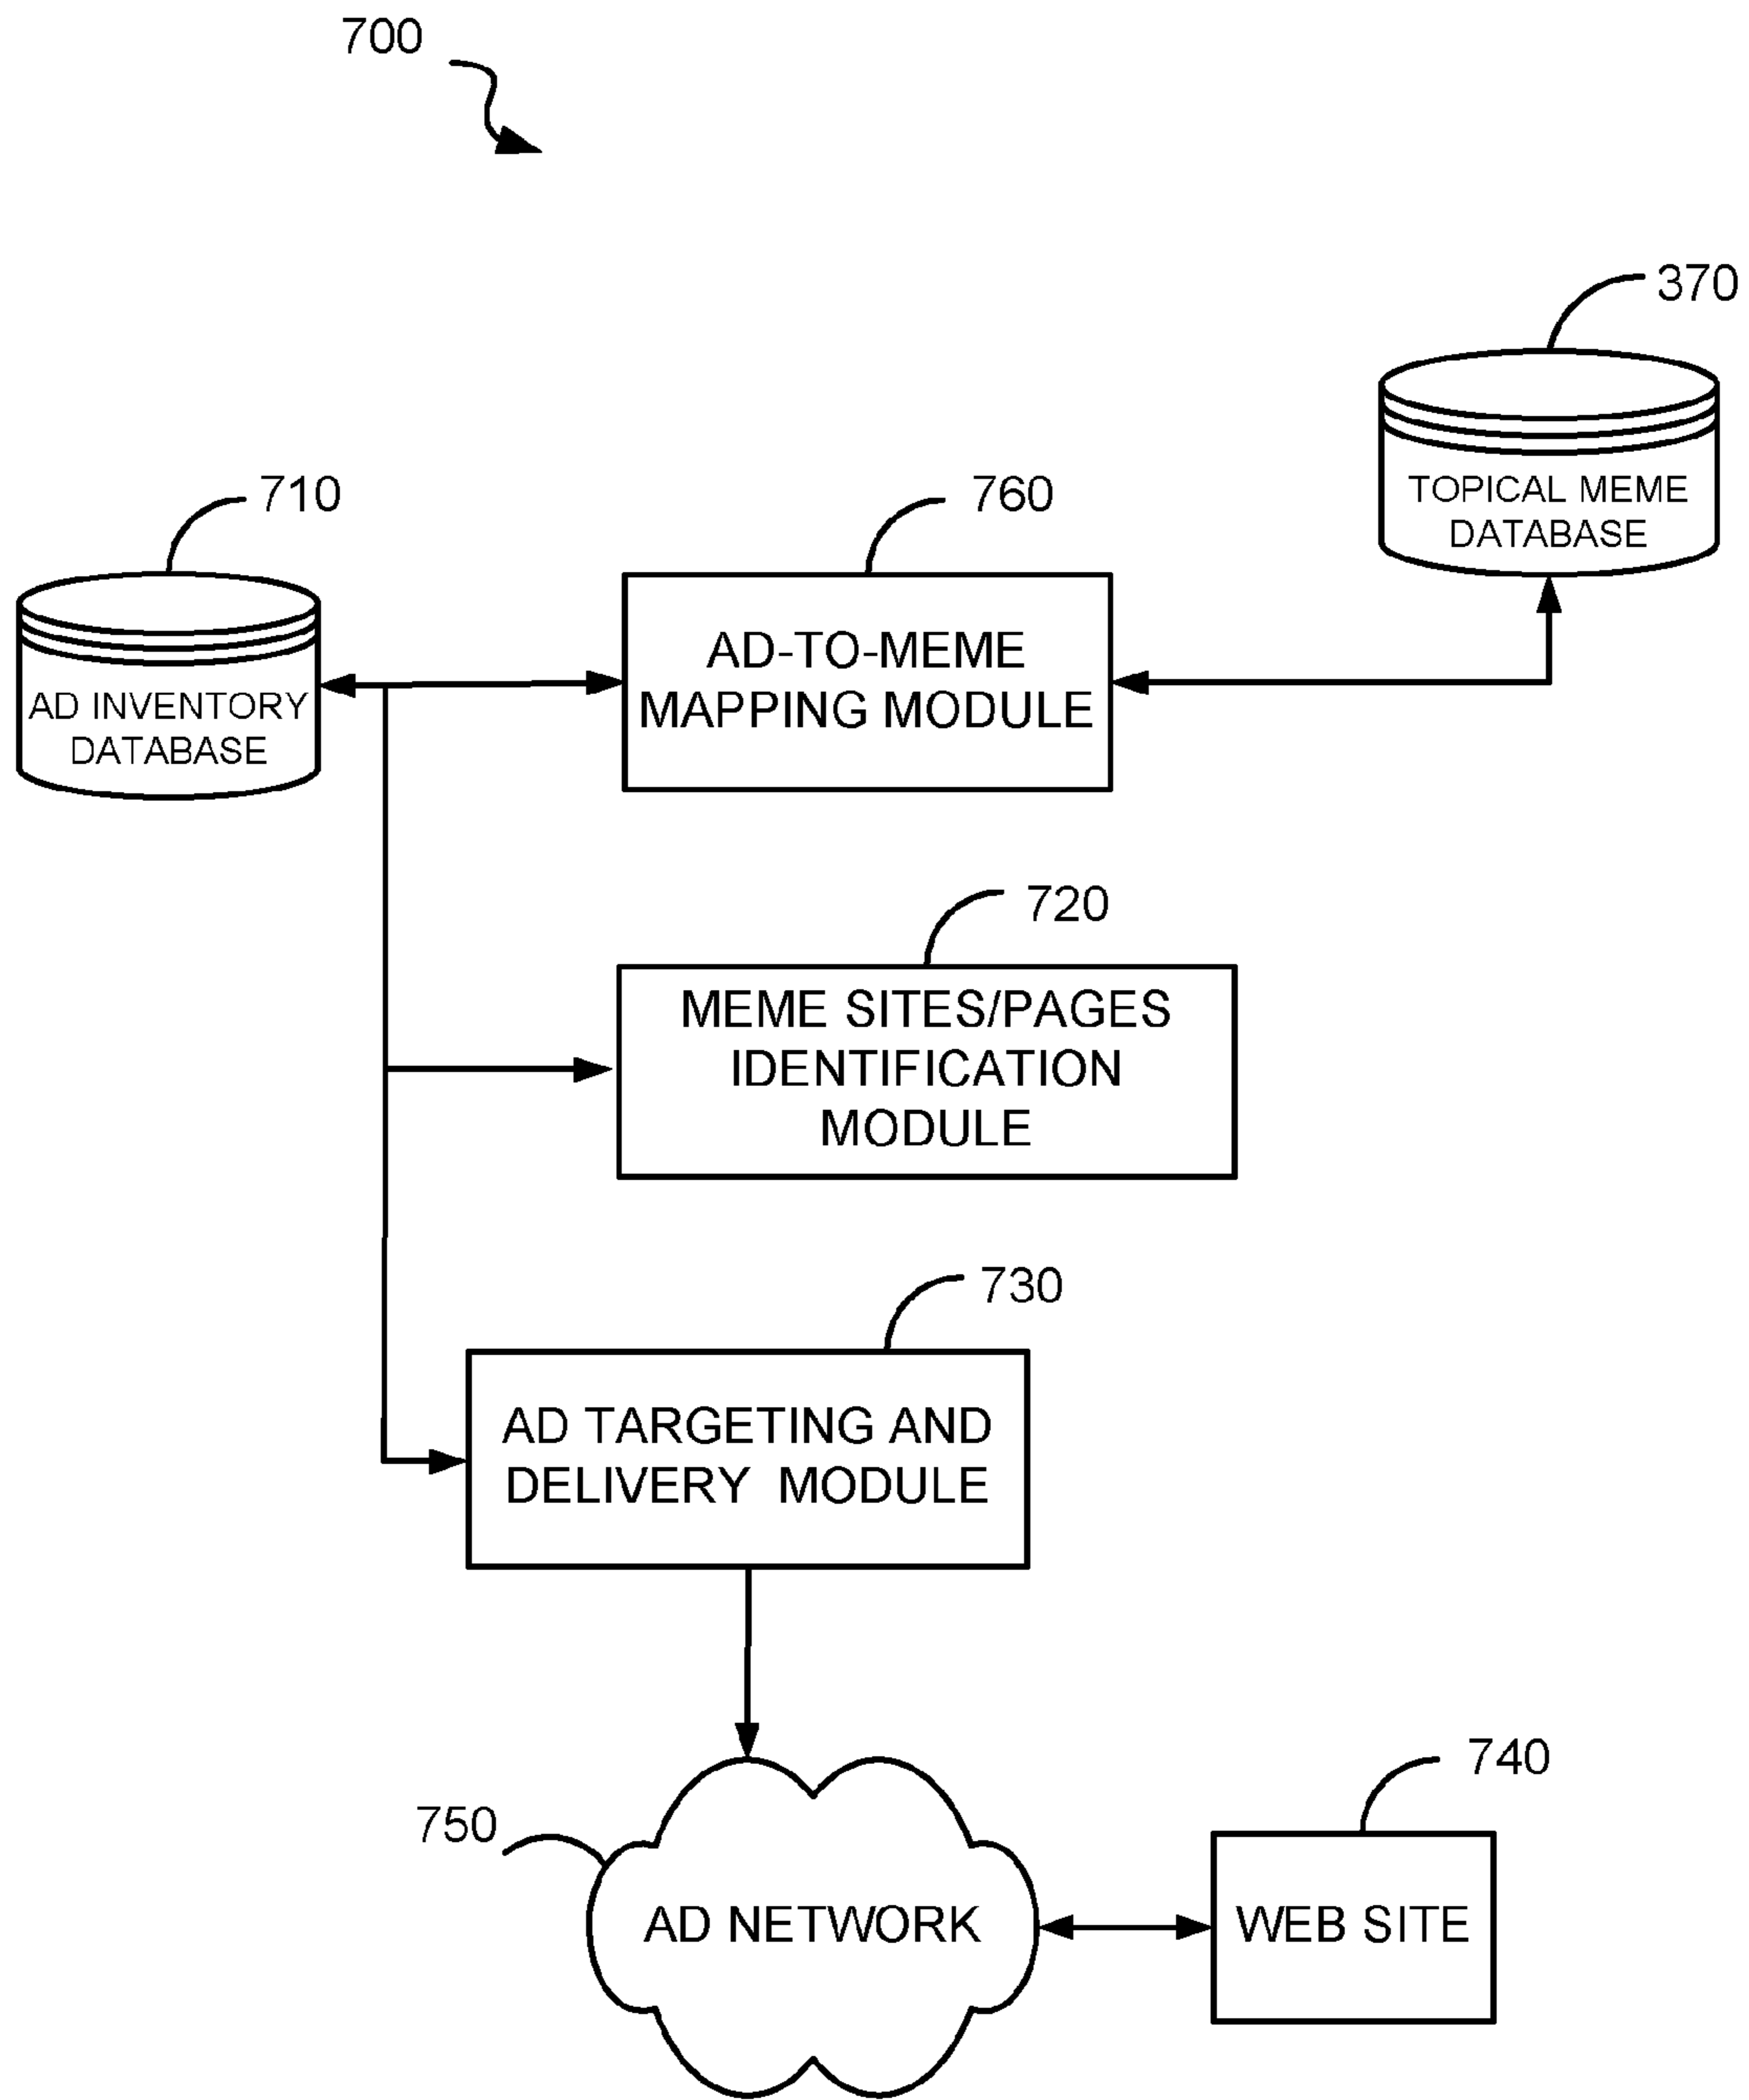 700
370
TOPICAL MEME
DATABASE
710
AD INVENTORY
DATABASE
760
AD-TO-MEME
MAPPING MODULE
720
MEME SITES/PAGES
IDENTIFICATION
MODULE
730
AD TARGETING AND
DELIVERY MODULE
750
AD NETWORK
740
WEB SITE